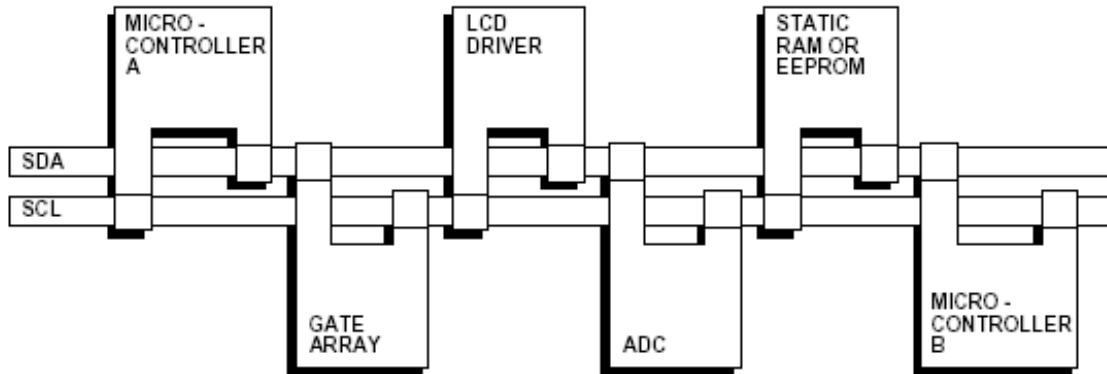 MICRO -
CONTROLLER
A
LCD
DRIVER
STATIC
RAM OR
EEPROM
SDA
SCL
GATE
ARRAY
ADC
MICRO -
CONTROLLER
B